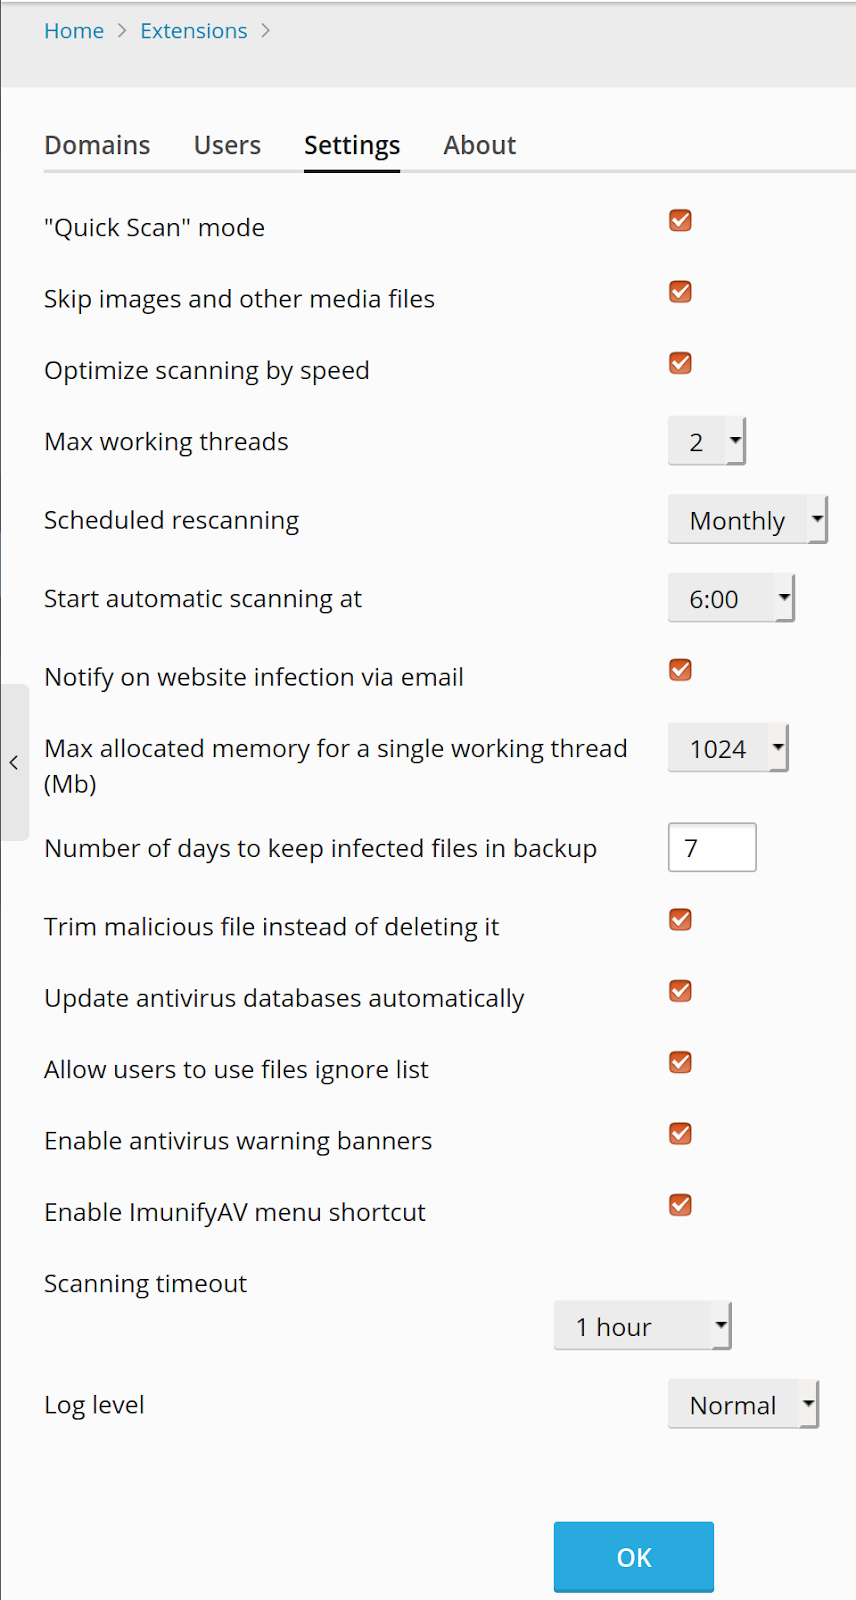 Home > Extensions >
Domains Users Settings About
"Quick Scan" mode
Skip images and other media files
Optimize scanning by speed
Max working threads 2
Scheduled rescanning Monthly
Start automatic scanning at 6:00
Notify on website infection via email
Max allocated memory for a single working thread 1024
(Mb)
Number of days to keep infected files in backup 7
Trim malicious file instead of deleting it
Update antivirus databases automatically
Allow users to use files ignore list
Enable antivirus warning banners
Enable ImunifyAV menu shortcut
Scanning timeout
1 hour
Log level Normal
OK